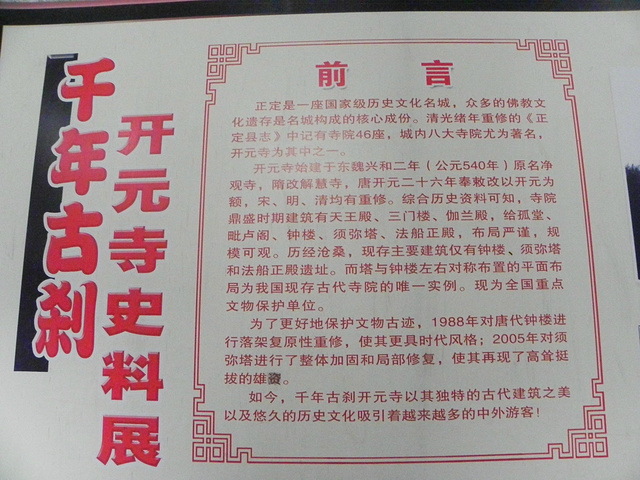 千年古刹
开元寺史料展
前言
正定是一座国家级历史文化名城，众多的佛教文
化遗存是名城构成的核心成份。清光绪年重修的《正
定县志》中记有寺院46座，城内八大寺院尤为著名，
开元寺为其中之一。
开元寺始建于东魏兴和二年（公元540年）原名净
观寺，隋改解慧寺，唐开元二十六年奉敕改以开元为
额，宋、明、清均有重修。综合历史资料可知，寺院
鼎盛时期建筑有天王殿、三门楼、伽兰殿，给孤堂、
毗卢阁、钟楼、须弥塔、法船正殿，布局严谨，规
模可观。历经沧桑，现存主要建筑仅有钟楼、须弥塔
和法船正殿遗址。而塔与钟楼左右对称布置的平面布
局为我国现存古代寺院的唯一实例。现为全国重点
文物保护单位。
为了更好地保护文物古迹，1988年对唐代钟楼进
行落架复原性重修，使其更具时代风格；2005年对须
弥塔进行了整体加固和局部修复，使其再现了高耸挺
拔的雄姿。
如今，千年古刹开元寺以其独特的古代建筑之美
以及悠久的历史文化吸引着越来越多的中外游客！